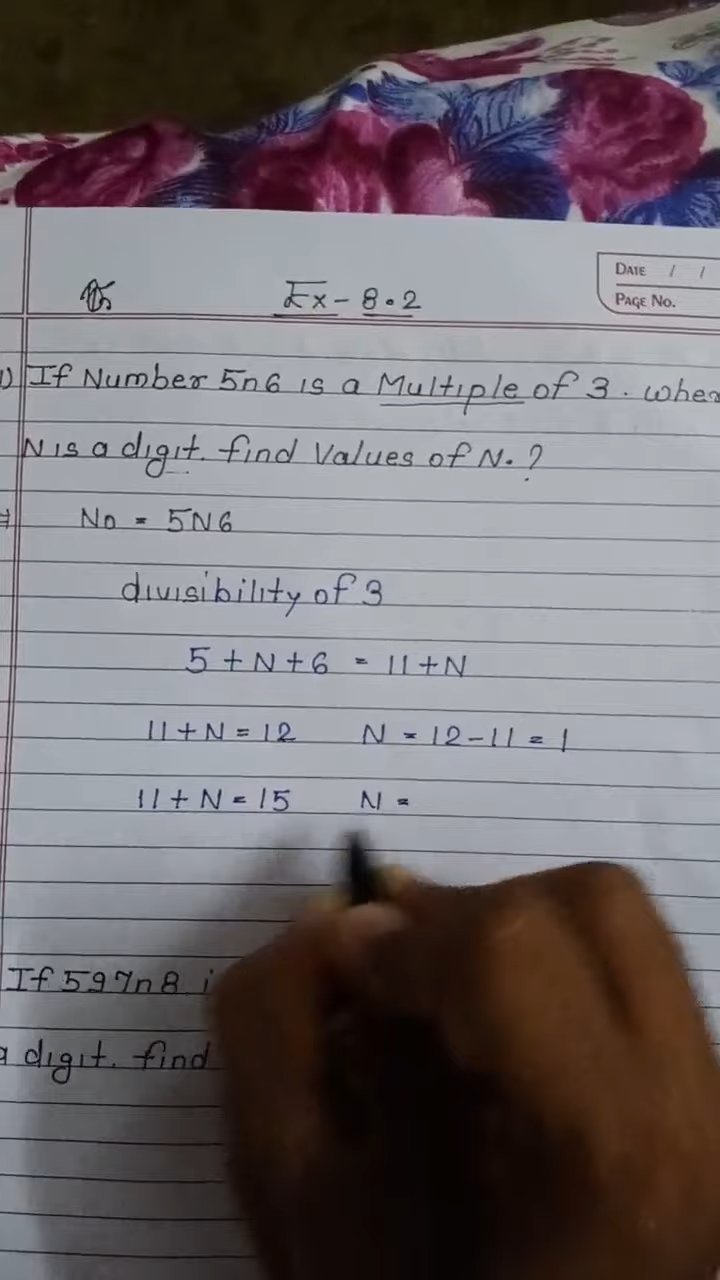 Ex - 8.2
DATE / /
PAGE NO.
1) If Number 5n6 is a Multiple of 3. wher
N is a digit. find Values of N. ?
No = 5N6
divisibility of 3
5 + N + 6 = 11 + N
11 + N = 12 N = 12 - 11 = 1
11 + N = 15 N =
If 597n8 i
a digit. find